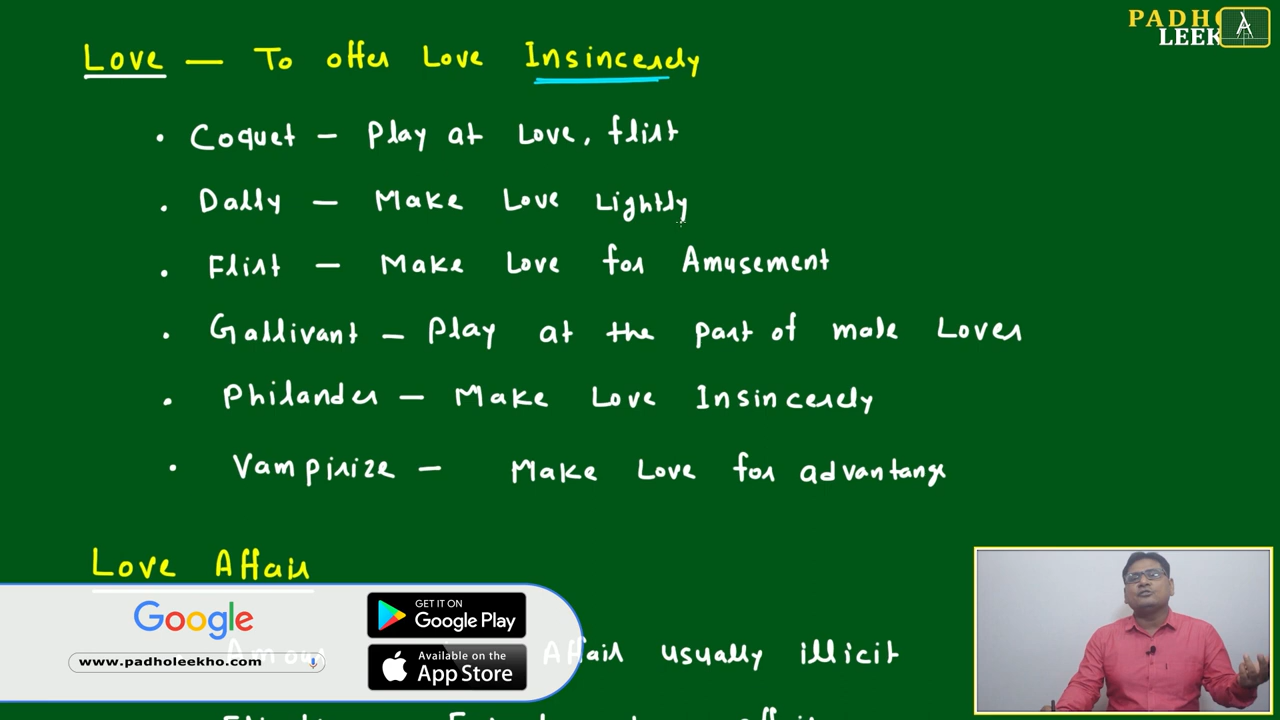 PADHO
LEEK
Love — To offer Love Insincerely
• Coquet – Play at Love, flirt
• Dally – Make Love Lightly
• Flirt – Make Love for Amusement
• Gallivant – Play at the part of male Lover
• Philander – Make Love Insincerely
• Vampirize – Make Love for advantange
Love Affair
Google
GET IT ON
Google Play
www.padholeekho.com
Available on the
App Store
Amour Affair usually illicit